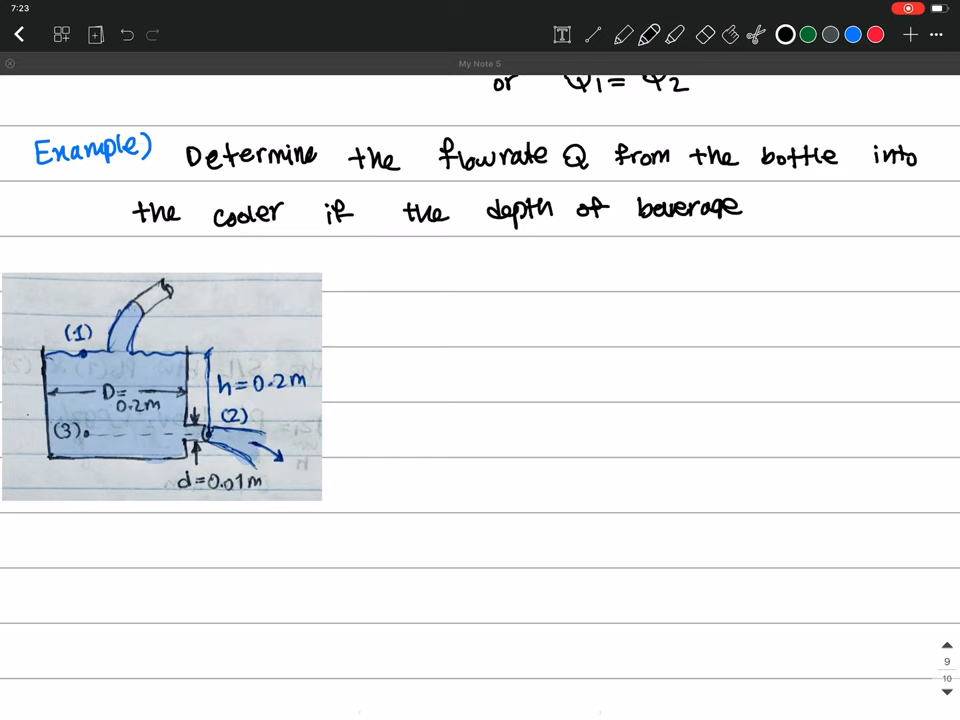 7:23
My Note 5
or Q1 = Q2
Example) Determine the flowrate Q from the bottle into
the cooler if the depth of beverage
(1)
h=0.2m
D=
0.2m
(2)
(3)
d=0.01m
9
10